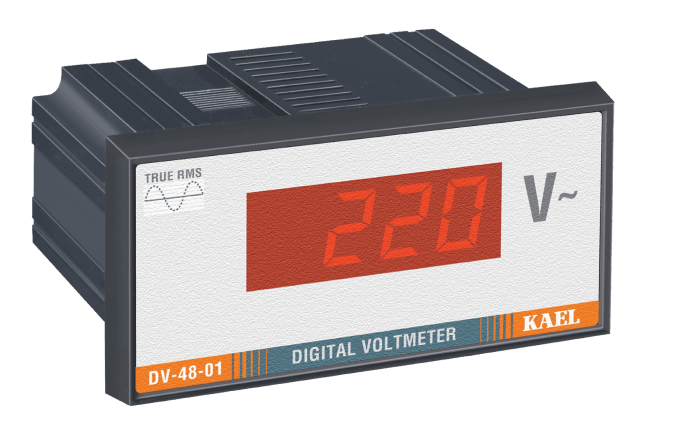 TRUE RMS
220
V~
DV-48-01
DIGITAL VOLTMETER
KAEL